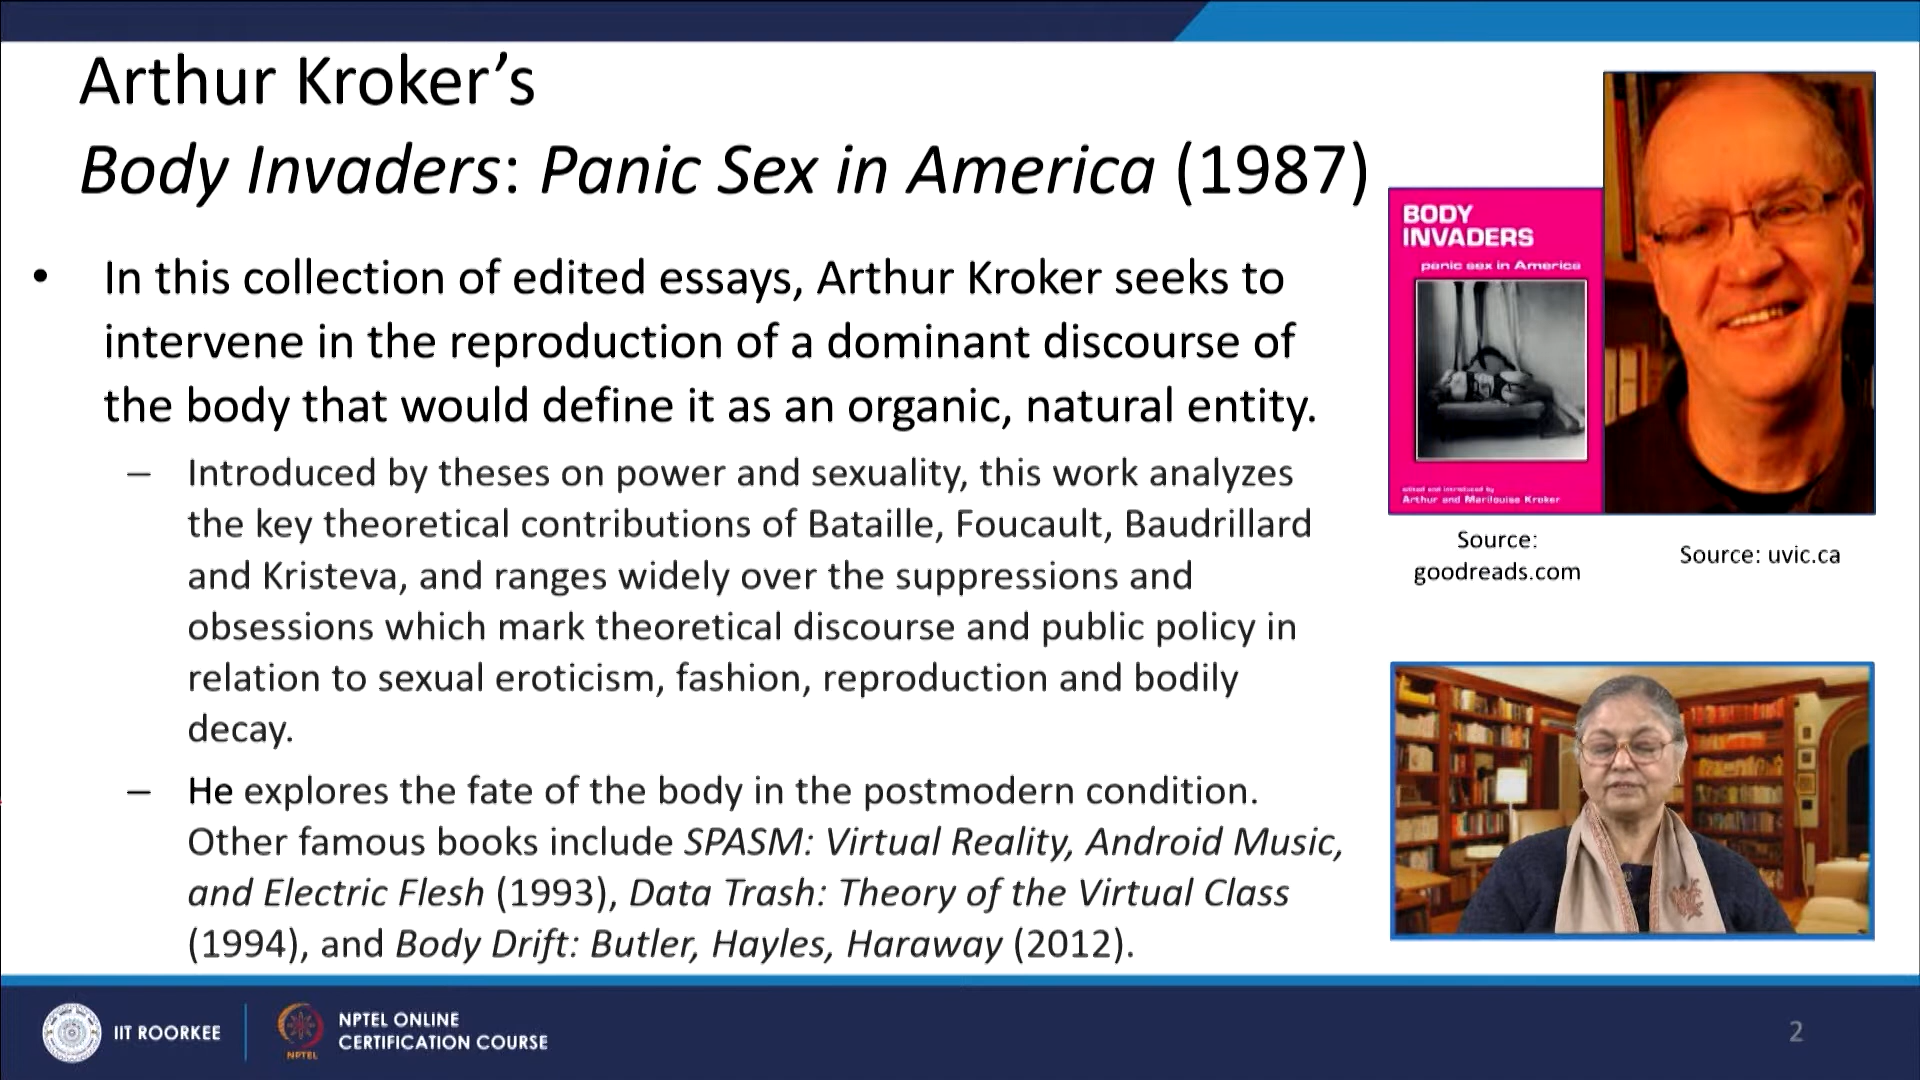 Arthur Kroker’s
Body Invaders: Panic Sex in America (1987)
• In this collection of edited essays, Arthur Kroker seeks to
intervene in the reproduction of a dominant discourse of
the body that would define it as an organic, natural entity.
– Introduced by theses on power and sexuality, this work analyzes
the key theoretical contributions of Bataille, Foucault, Baudrillard
and Kristeva, and ranges widely over the suppressions and
obsessions which mark theoretical discourse and public policy in
relation to sexual eroticism, fashion, reproduction and bodily
decay.
– He explores the fate of the body in the postmodern condition.
Other famous books include SPASM: Virtual Reality, Android Music,
and Electric Flesh (1993), Data Trash: Theory of the Virtual Class
(1994), and Body Drift: Butler, Hayles, Haraway (2012).
BODY
INVADERS
panic sex in America
edited and introduced by
Arthur and Marilouise Kroker
Source:
goodreads.com
Source: uvic.ca
IIT ROORKEE
NPTEL
NPTEL ONLINE
CERTIFICATION COURSE
2